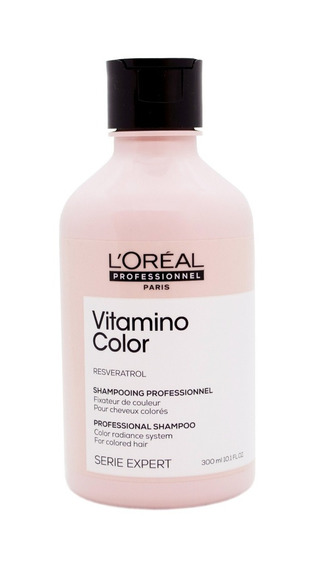 L'ORÉAL
PROFESSIONNEL
PARIS
Vitamino
Color
RESVERATROL
SHAMPOOING PROFESSIONNEL
Fixateur de couleur
Pour cheveux colorés
PROFESSIONAL SHAMPOO
Color radiance system
For colored hair
SERIE EXPERT
300 ml 10.1 FL.OZ